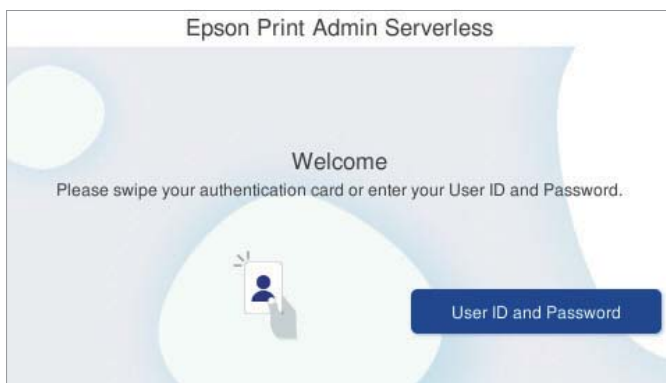 Epson Print Admin Serverless
Welcome
Please swipe your authentication card or enter your User ID and Password.
User ID and Password